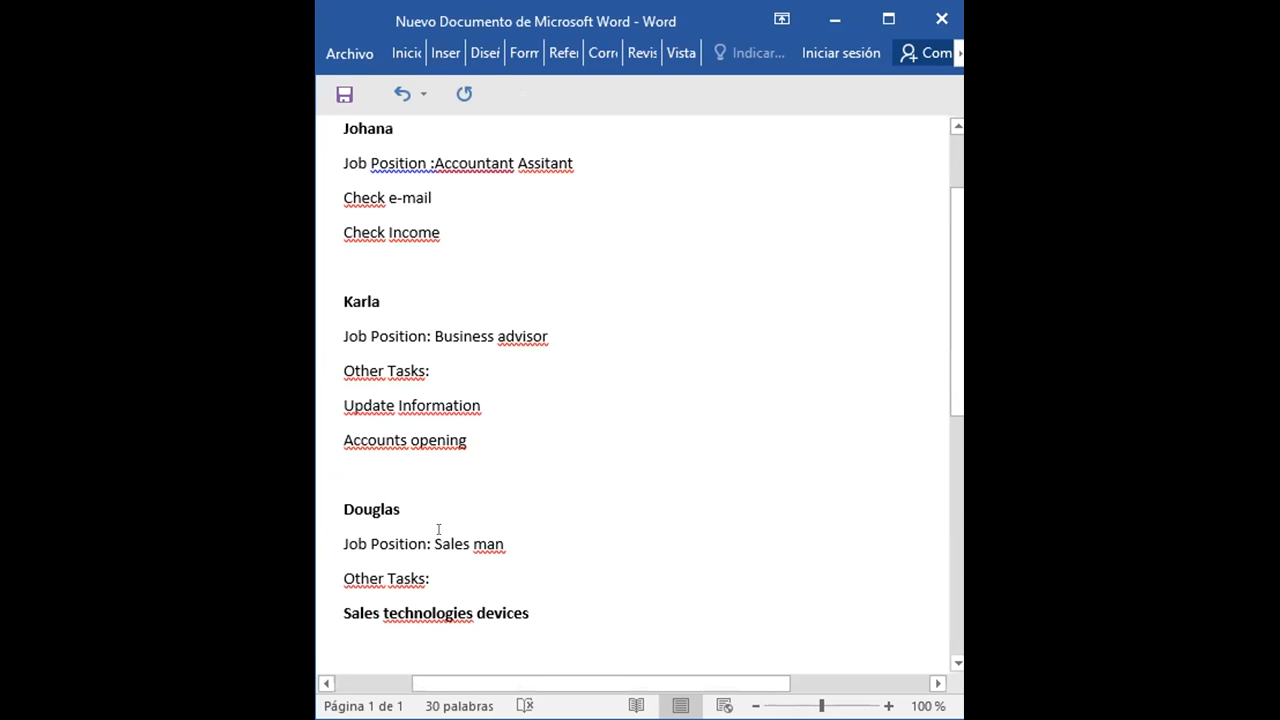 Nuevo Documento de Microsoft Word - Word
Archivo Inicio Inser Diseñ Form Refer Corre Revis Vista Indicar... Iniciar sesión Com
Johana
Job Position :Accountant Assitant
Check e-mail
Check Income
Karla
Job Position: Business advisor
Other Tasks:
Update Information
Accounts opening
Douglas
Job Position: Sales man
Other Tasks:
Sales technologies devices
Página 1 de 1 30 palabras 100 %